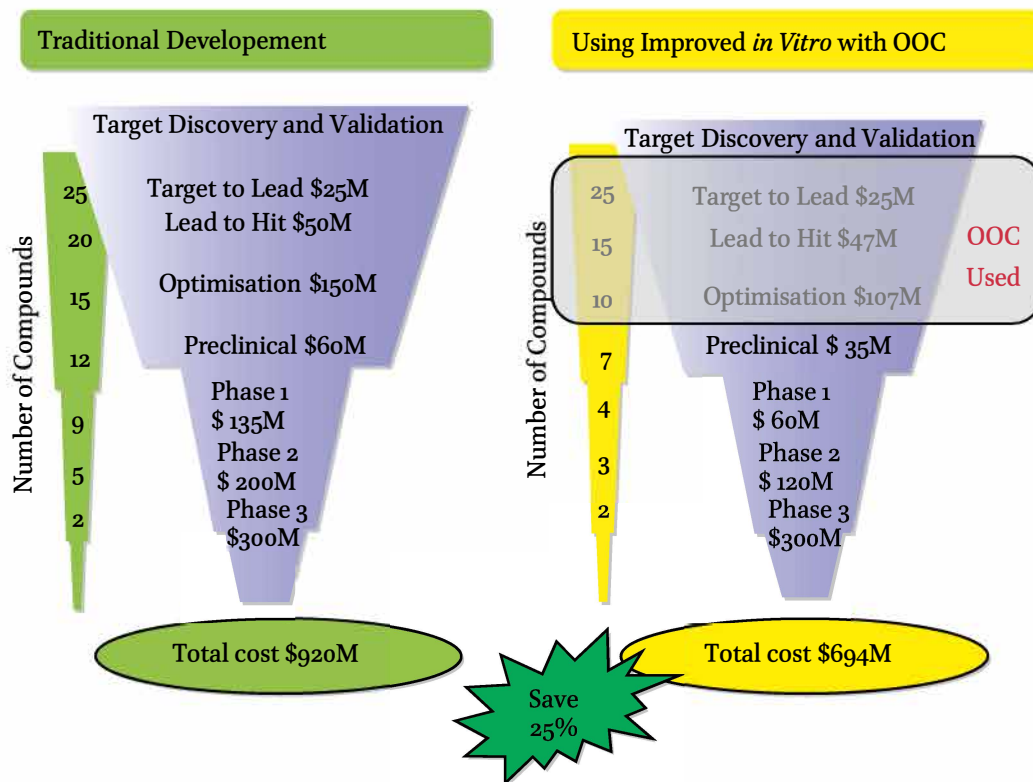 Traditional Developement
Target Discovery and Validation
Number of Compounds
25
Target to Lead $25M
20
Lead to Hit $50M
15
Optimisation $150M
12
Preclinical $60M
9
Phase 1
$ 135M
5
Phase 2
$ 200M
2
Phase 3
$300M
Total cost $920M
Using Improved in Vitro with OOC
Target Discovery and Validation
Number of Compounds
25
Target to Lead $25M
15
Lead to Hit $47M
OOC
Used
10
Optimisation $107M
7
Preclinical $ 35M
4
Phase 1
$ 60M
3
Phase 2
$ 120M
2
Phase 3
$300M
Total cost $694M
Save
25%